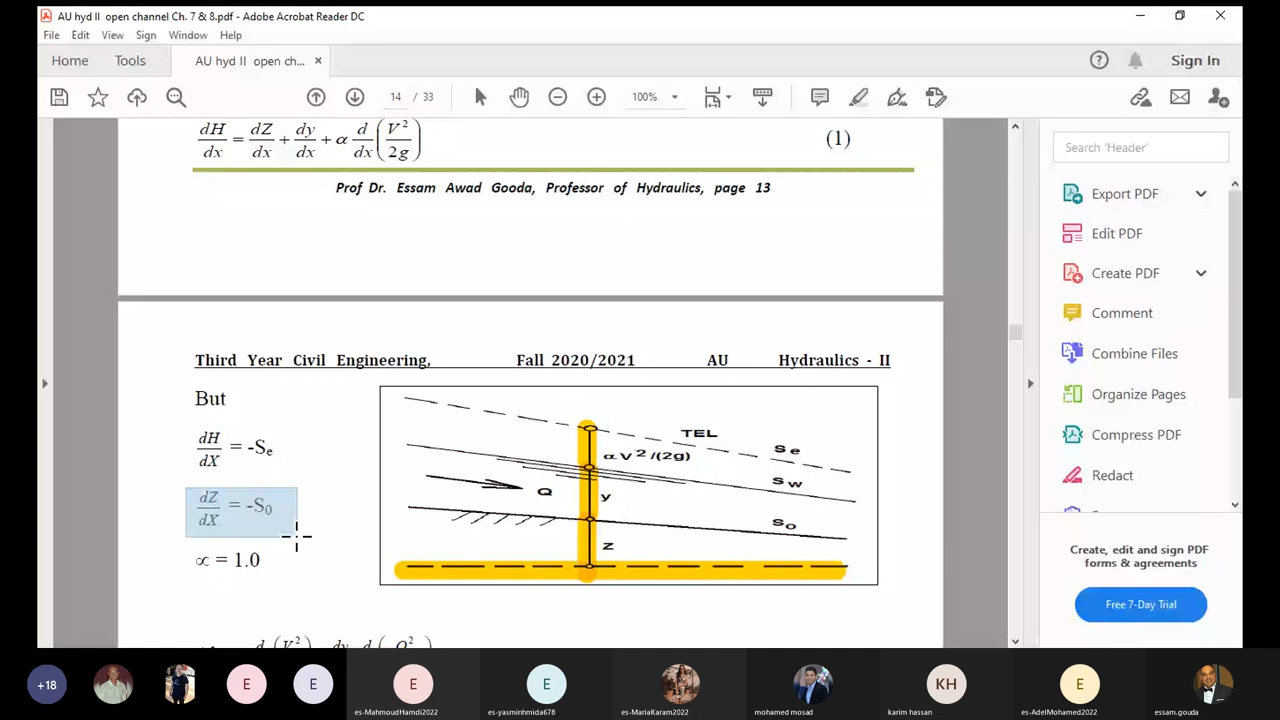 AU hyd II open channel Ch. 7 & 8.pdf - Adobe Acrobat Reader DC
File Edit View Sign Window Help
Home Tools AU hyd II open ch... × Sign In
14 / 33 100%
dH/dx = dZ/dx + dy/dx + α d/dx (V²/2g) (1)
Prof Dr. Essam Awad Gooda, Professor of Hydraulics, page 13
Third Year Civil Engineering, Fall 2020/2021 AU Hydraulics - II
But
dH/dX = -Se
dZ/dX = -S0
∝ = 1.0
TEL
Se
αV²/(2g)
Sw
Q
y
So
z
Search 'Header'
Export PDF
Edit PDF
Create PDF
Comment
Combine Files
Organize Pages
Compress PDF
Redact
Create, edit and sign PDF
forms & agreements
Free 7-Day Trial
+18 E E E E KH E
es-MahmoudHamdi2022 es-yasminhmida678 es-MariaKaram2022 mohamed mosad karim hassan es-AdelMohamed2022 essam.gouda